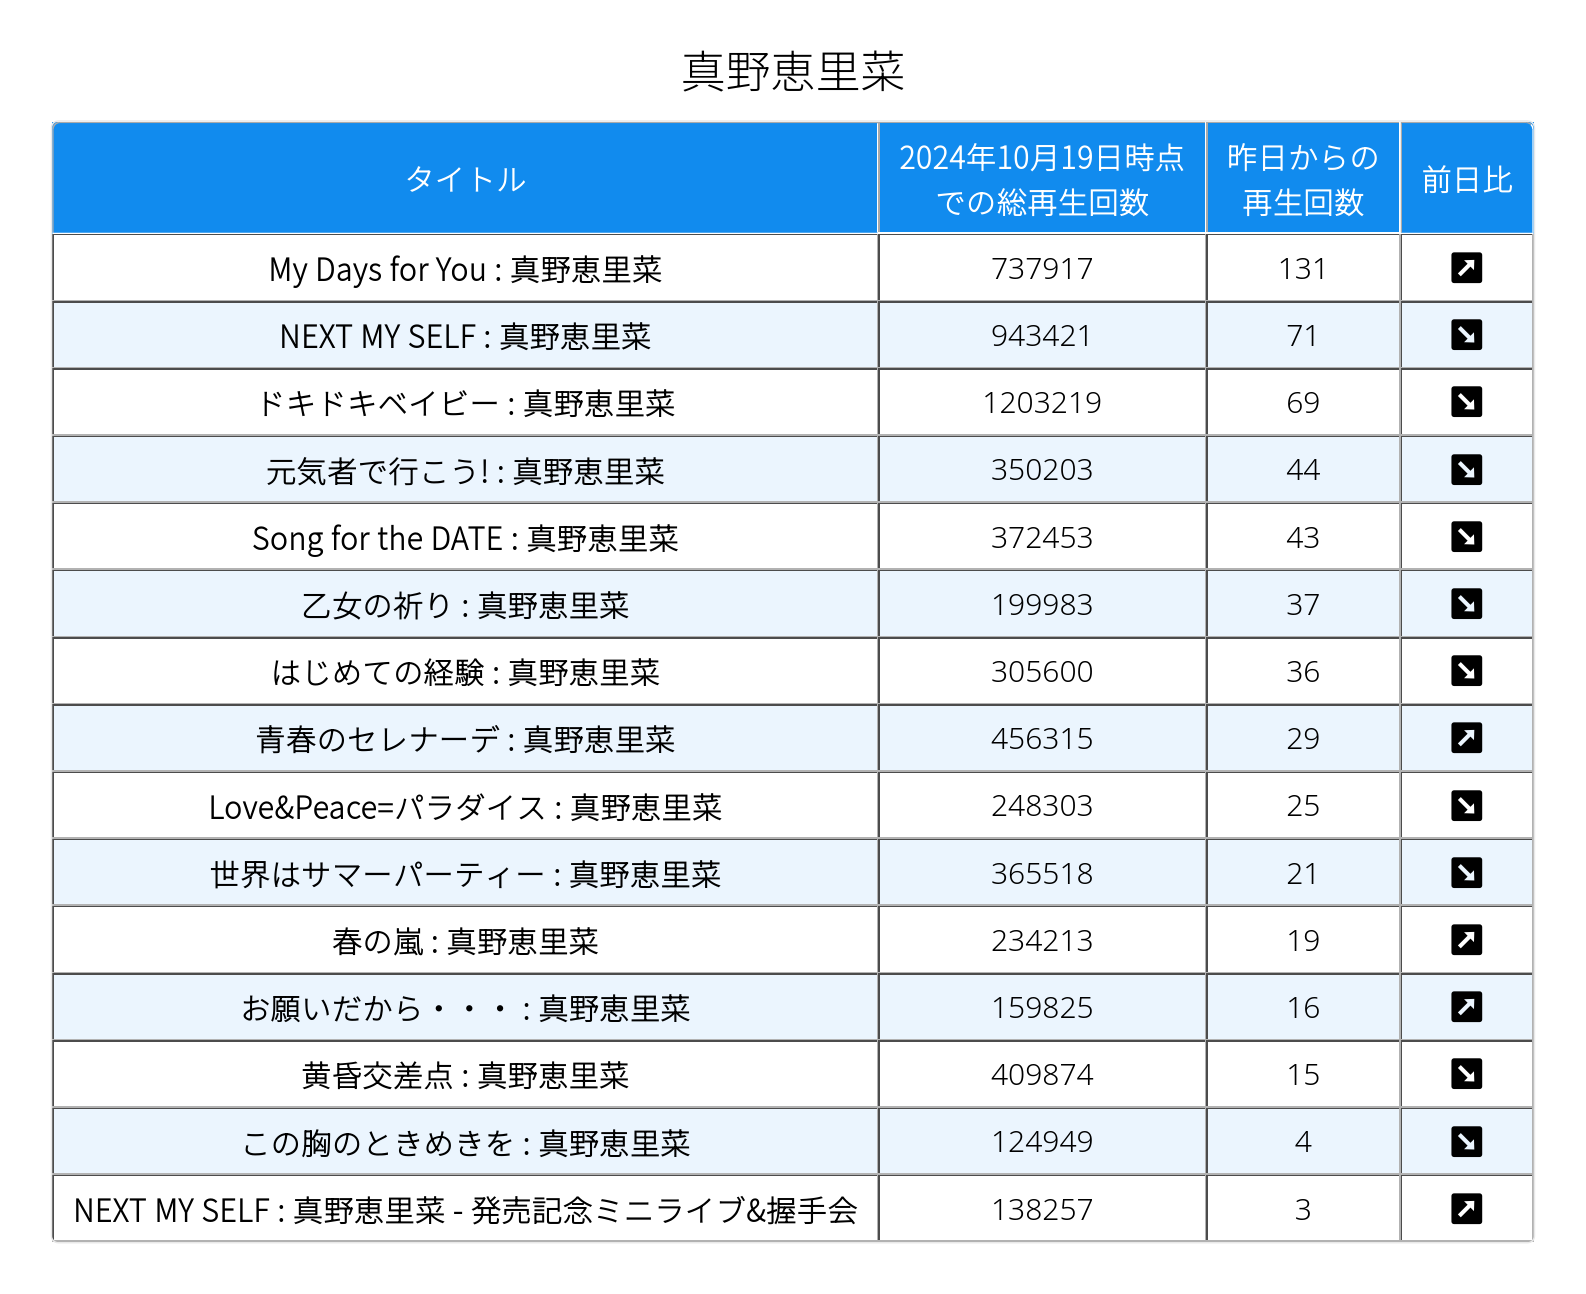 真野恵里菜
タイトル 2024年10月19日時点 での総再生回数 昨日からの 再生回数 前日比
My Days for You : 真野恵里菜 737917 131 ↗
NEXT MY SELF : 真野恵里菜 943421 71 ↘
ドキドキベイビー : 真野恵里菜 1203219 69 ↘
元気者で行こう! : 真野恵里菜 350203 44 ↘
Song for the DATE : 真野恵里菜 372453 43 ↘
乙女の祈り : 真野恵里菜 199983 37 ↘
はじめての経験 : 真野恵里菜 305600 36 ↘
青春のセレナーデ : 真野恵里菜 456315 29 ↗
Love&Peace=パラダイス : 真野恵里菜 248303 25 ↘
世界はサマーパーティー : 真野恵里菜 365518 21 ↘
春の嵐 : 真野恵里菜 234213 19 ↗
お願いだから・・・ : 真野恵里菜 159825 16 ↗
黄昏交差点 : 真野恵里菜 409874 15 ↘
この胸のときめきを : 真野恵里菜 124949 4 ↘
NEXT MY SELF : 真野恵里菜 - 発売記念ミニライブ&握手会 138257 3 ↗